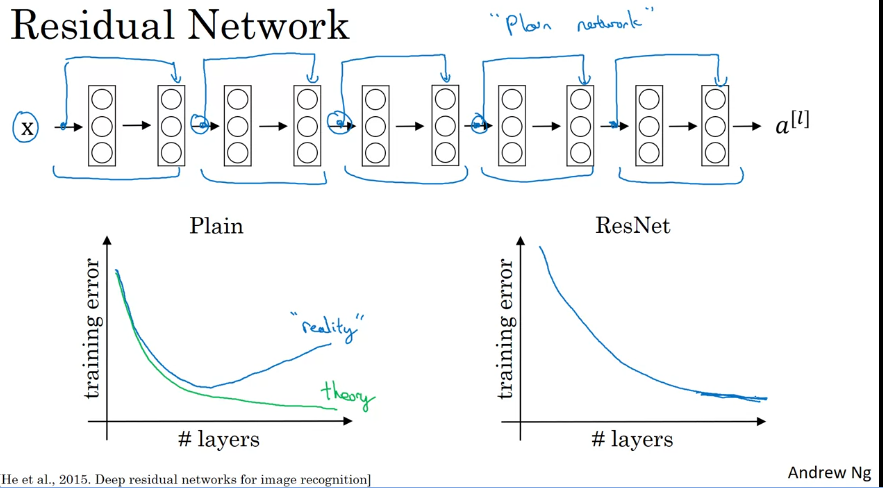 Residual Network
"Plain network"
x
a[l]
Plain
ResNet
training error
"reality"
theory
# layers
training error
# layers
[He et al., 2015. Deep residual networks for image recognition]
Andrew Ng